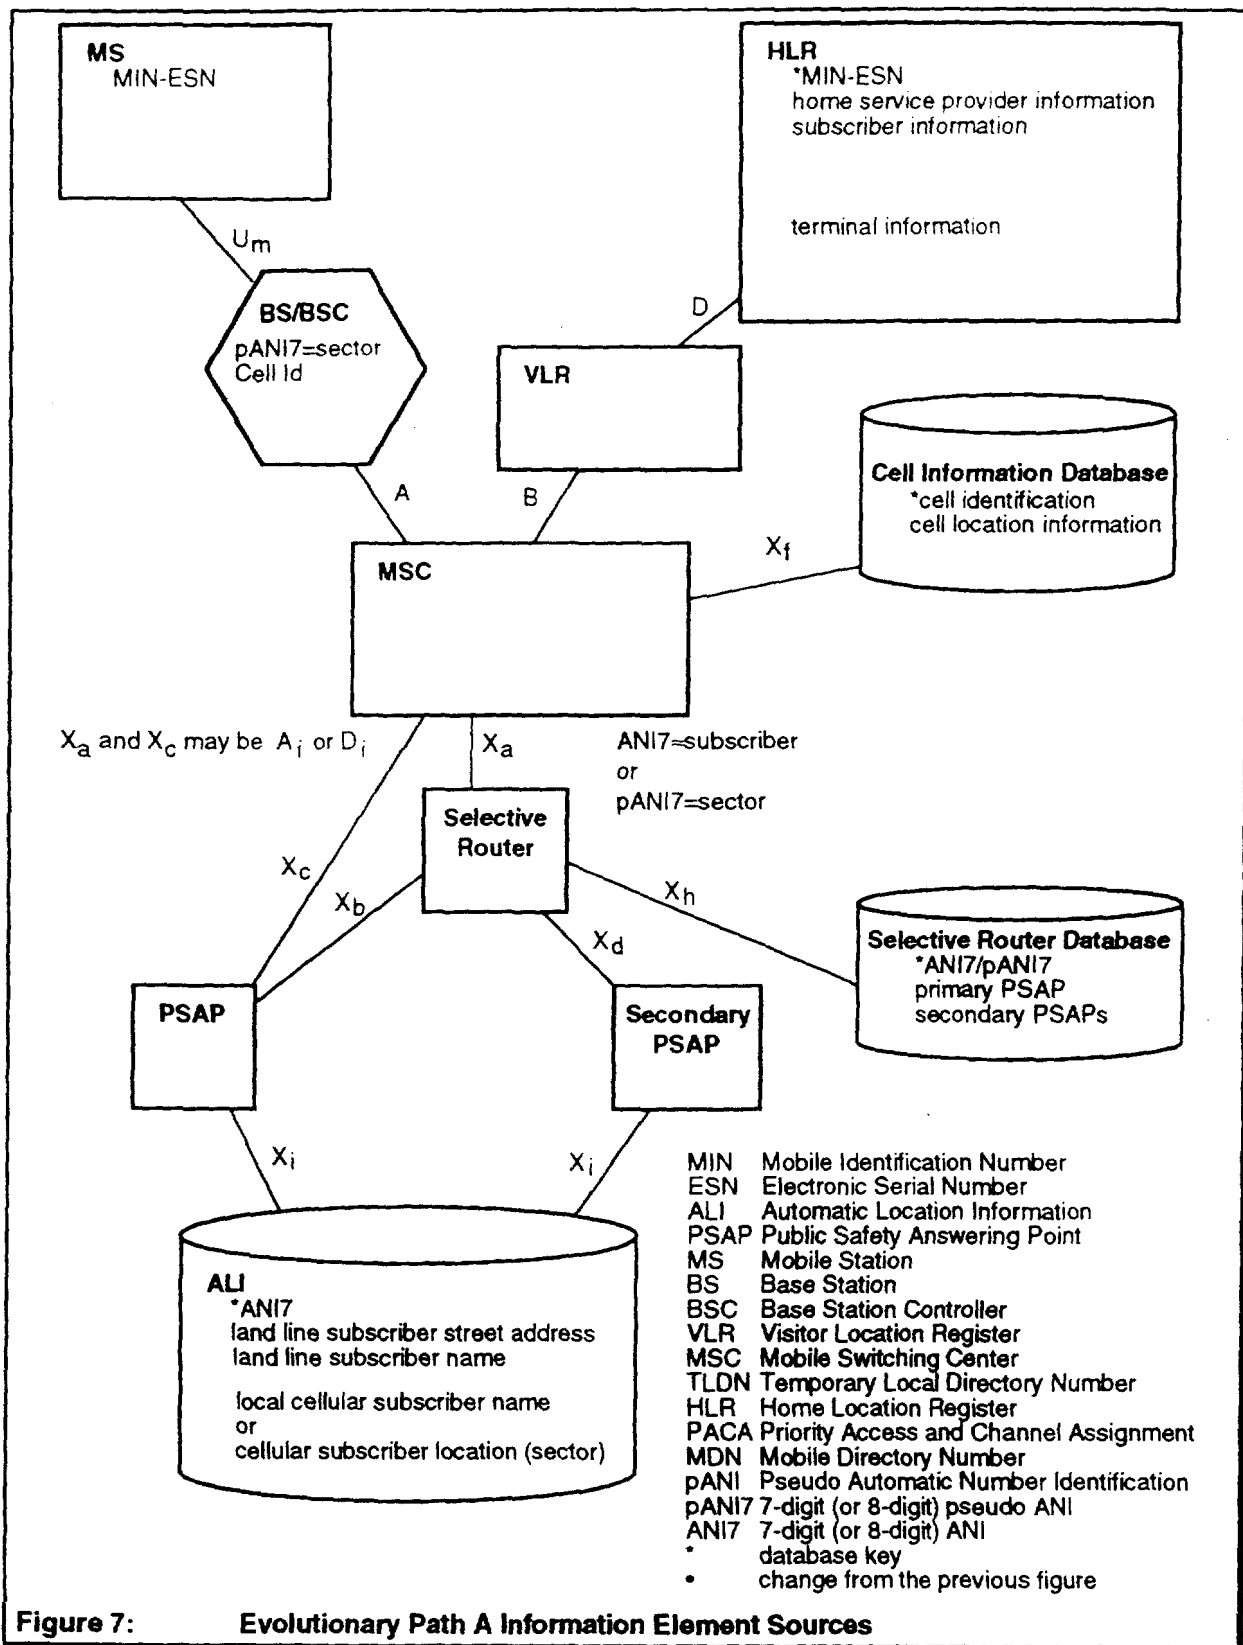 MS
MIN-ESN
HLR
*MIN-ESN
home service provider information
subscriber information
terminal information
Um
D
BS/BSC
pANI7=sector
Cell Id
VLR
Cell Information Database
*cell identification
cell location information
A
B
Xf
MSC
Xa and Xc may be Ai or Di
Xa
ANI7=subscriber
or
pANI7=sector
Selective
Router
Xc
Xb
Xh
Xd
Selective Router Database
*ANI7/pANI7
primary PSAP
secondary PSAPs
PSAP
Secondary
PSAP
Xi
Xi
ALI
*ANI7
land line subscriber street address
land line subscriber name
local cellular subscriber name
or
cellular subscriber location (sector)
MIN Mobile Identification Number
ESN Electronic Serial Number
ALI Automatic Location Information
PSAP Public Safety Answering Point
MS Mobile Station
BS Base Station
BSC Base Station Controller
VLR Visitor Location Register
MSC Mobile Switching Center
TLDN Temporary Local Directory Number
HLR Home Location Register
PACA Priority Access and Channel Assignment
MDN Mobile Directory Number
pANI Pseudo Automatic Number Identification
pANI7 7-digit (or 8-digit) pseudo ANI
ANI7 7-digit (or 8-digit) ANI
* database key
• change from the previous figure
Figure 7: Evolutionary Path A Information Element Sources